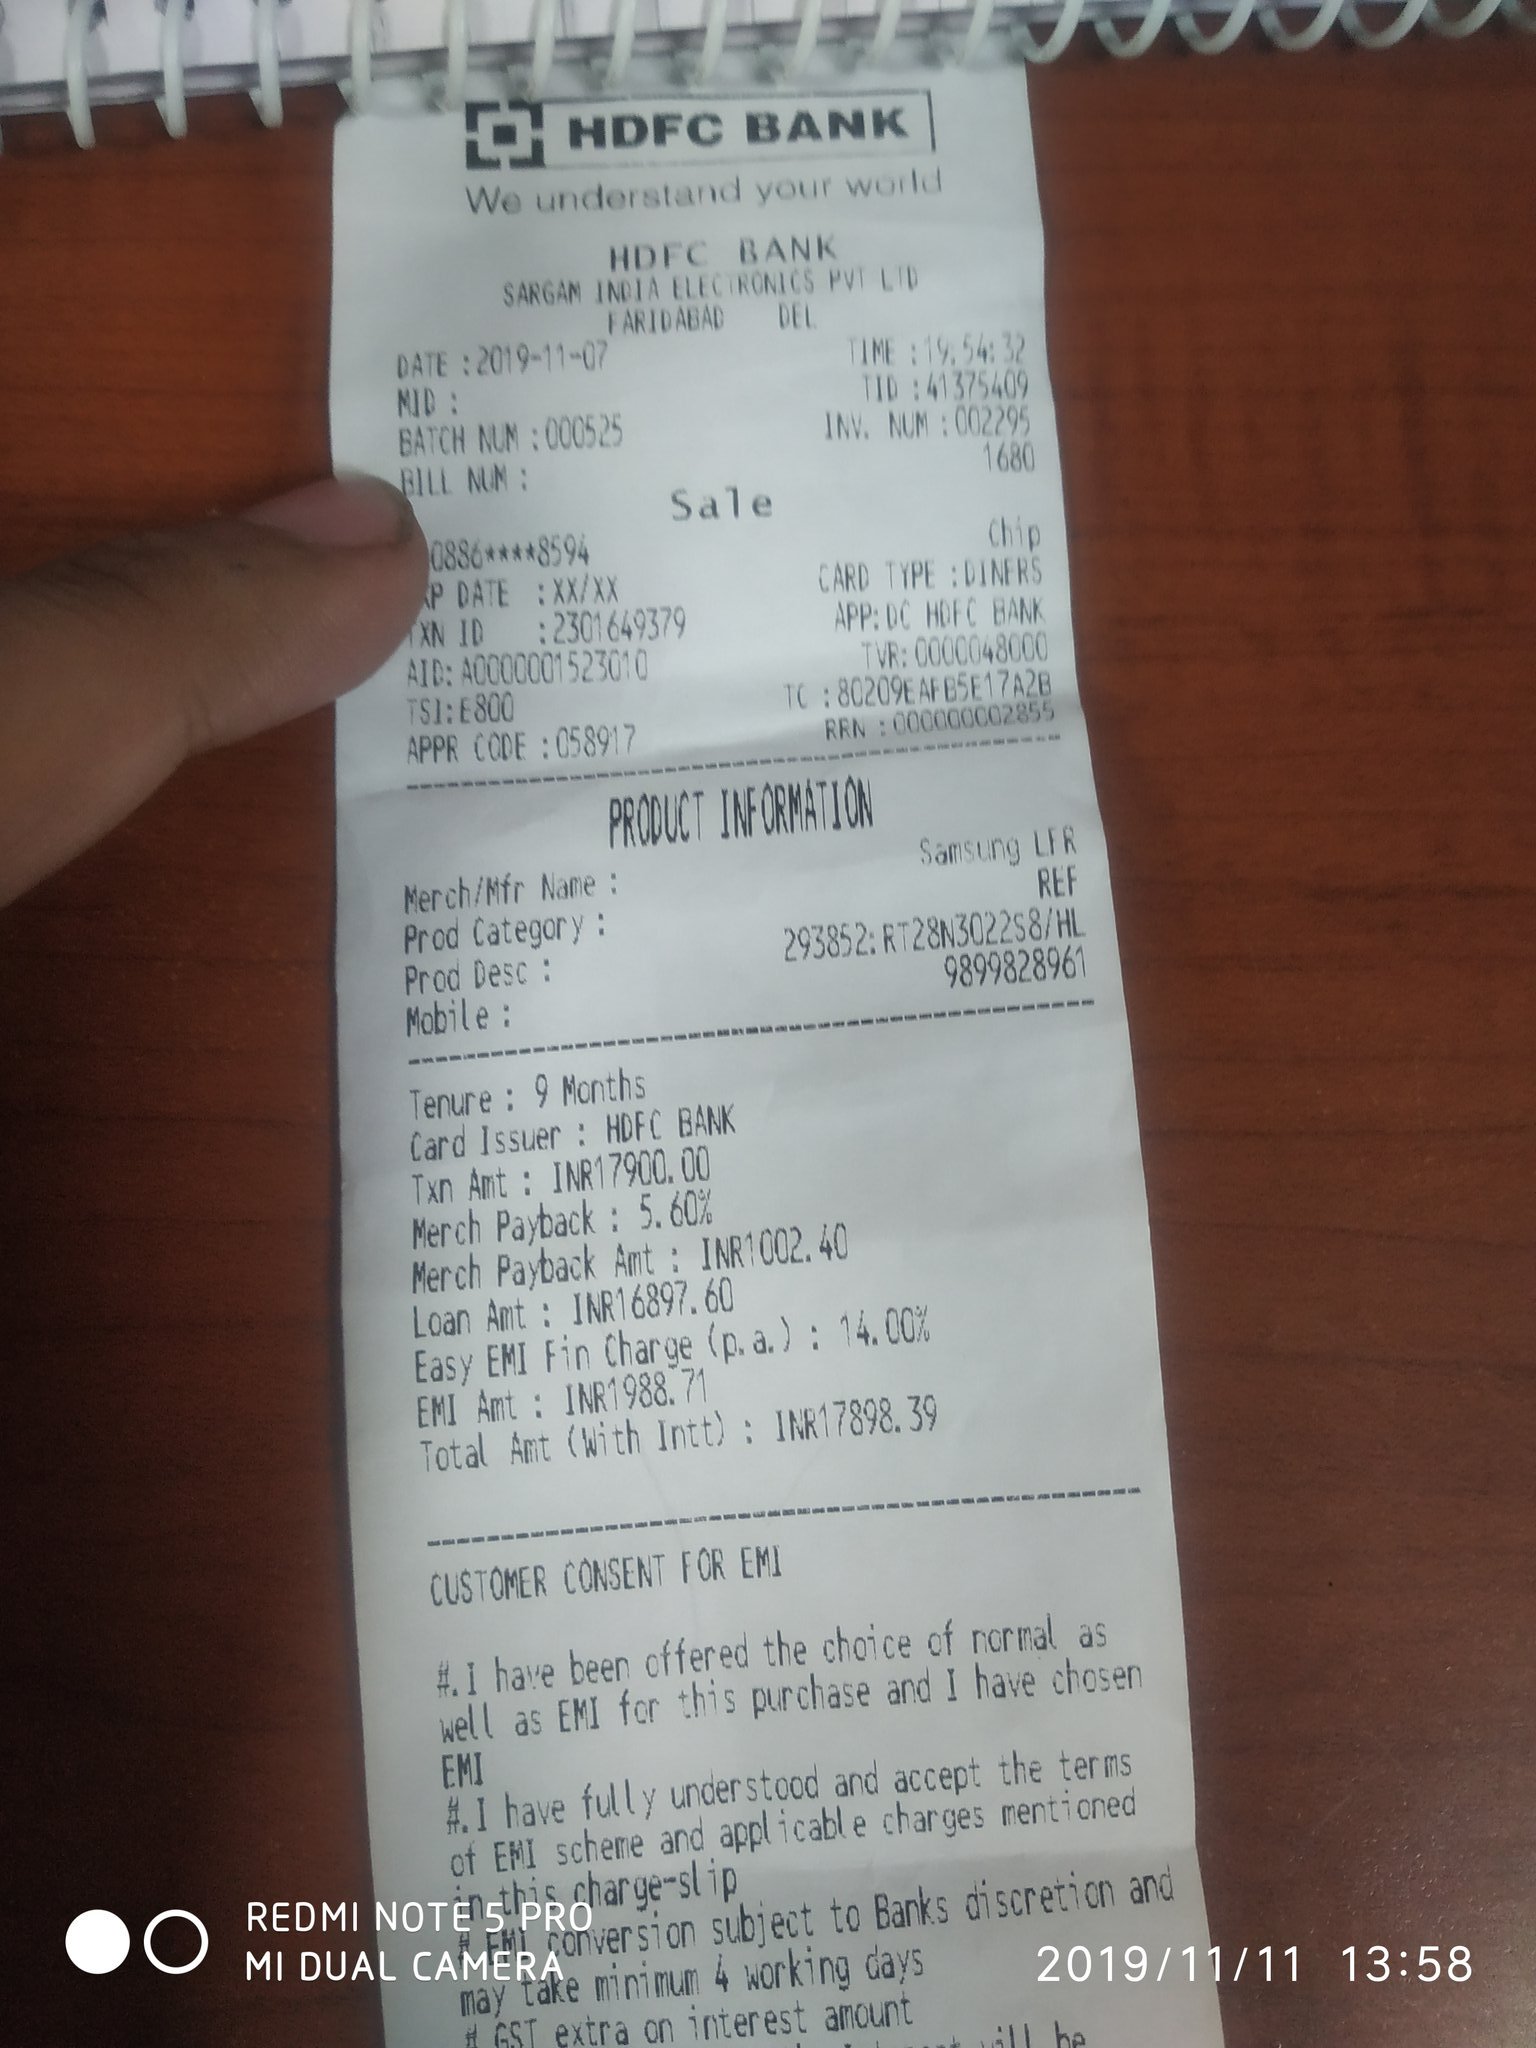 HDFC BANK
We understand your world
HDFC BANK
SARGAM INDIA ELECTRONICS PVT LTD
FARIDABAD DEL
DATE :2019-11-07 TIME :19:54:32
MID : TID :41375409
BATCH NUM :000525 INV. NUM :002295
BILL NUM : 1680
Sale
0886****8594 Chip
XP DATE :XX/XX CARD TYPE :DINERS
TXN ID :2301649379 APP:DC HDFC BANK
AID:A0000001523010 TVR:0000048000
TSI:E800 TC :80209EAFB5E17A2B
APPR CODE :058917 RRN :000000002855
PRODUCT INFORMATION
Merch/Mfr Name : Samsung LFR
Prod Category : REF
Prod Desc : 293852:RT28N3022S8/HL
Mobile : 9899828961
Tenure : 9 Months
Card Issuer : HDFC BANK
Txn Amt : INR17900.00
Merch Payback : 5.60%
Merch Payback Amt : INR1002.40
Loan Amt : INR16897.60
Easy EMI Fin Charge (p.a.) : 14.00%
EMI Amt : INR1988.71
Total Amt (With Intt) : INR17898.39
CUSTOMER CONSENT FOR EMI
#.I have been offered the choice of normal as
well as EMI for this purchase and I have chosen
EMI
#.I have fully understood and accept the terms
of EMI scheme and applicable charges mentioned
in this charge-slip
# EMI conversion subject to Banks discretion and
may take minimum 4 working days
# GST extra on interest amount
will be
REDMI NOTE 5 PRO
MI DUAL CAMERA
2019/11/11 13:58